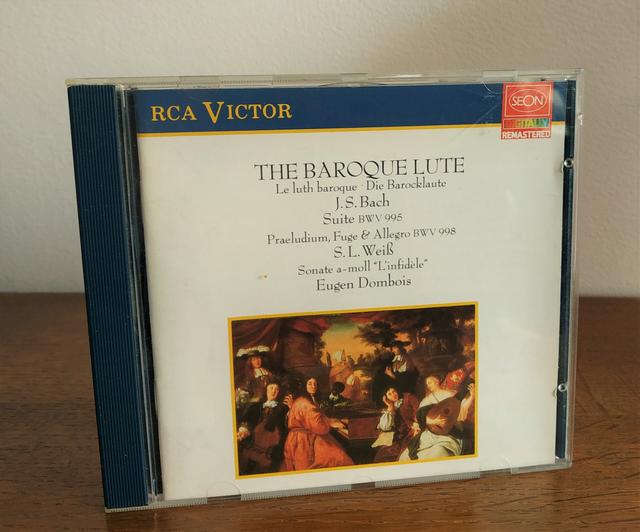 RCA VICTOR
SEON
DIGITALLY
REMASTERED
THE BAROQUE LUTE
Le luth baroque · Die Barocklaute
J.S. Bach
Suite BWV 995
Praeludium, Fuge & Allegro BWV 998
S.L. Weiß
Sonate a-moll "L'infidèle"
Eugen Dombois